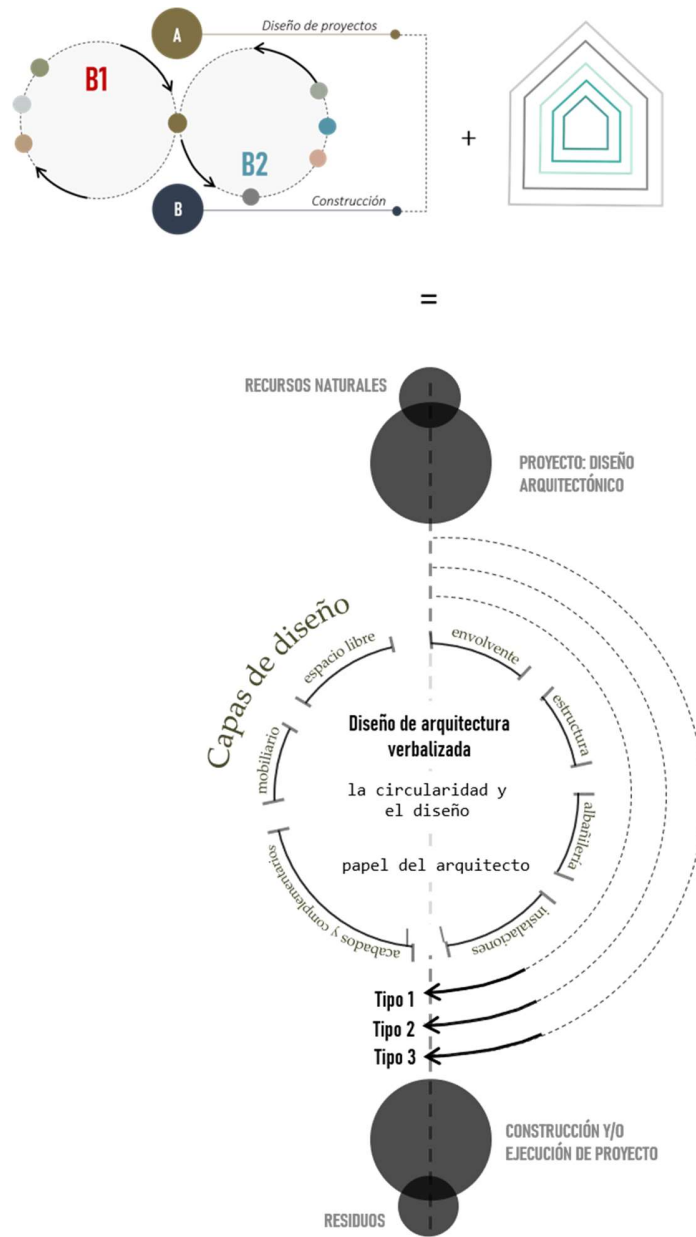 A
Diseño de proyectos
B1
B2
+
B
Construcción
=
RECURSOS NATURALES
PROYECTO: DISEÑO
ARQUITECTÓNICO
Capas de diseño
espacio libre
envolvente
estructura
mobiliario
albañilería
Diseño de arquitectura
verbalizada
la circularidad y
el diseño
papel del arquitecto
acabados y complementarios
instalaciones
Tipo 1
Tipo 2
Tipo 3
CONSTRUCCIÓN Y/O
EJECUCIÓN DE PROYECTO
RESIDUOS